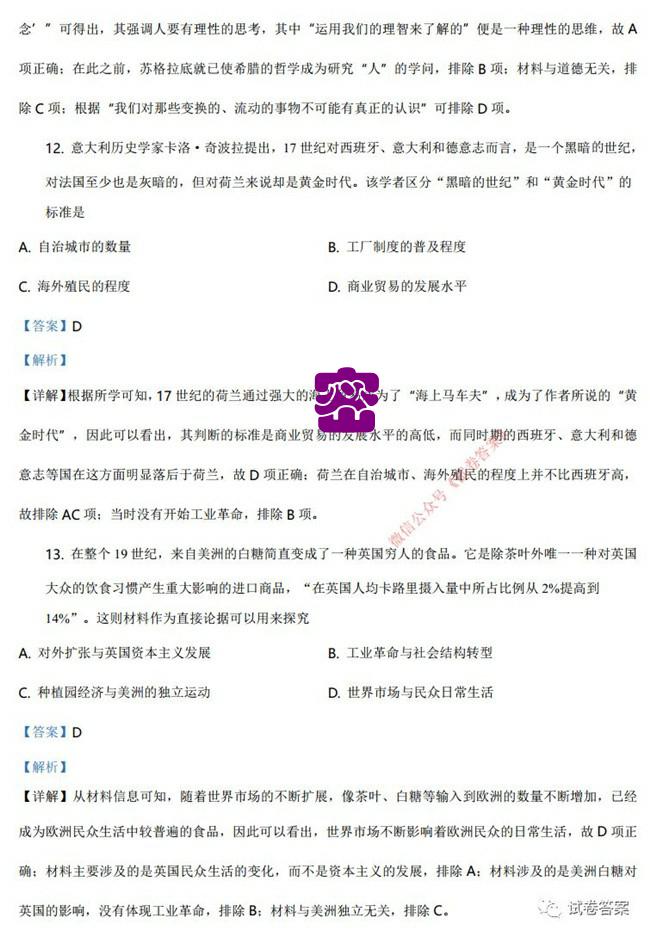 念’”可得出，其强调人要有理性的思考，其中“运用我们的理智来了解的”便是一种理性的思维，故A
项正确；在此之前，苏格拉底就已使希腊的哲学成为研究“人”的学问，排除B项；材料与道德无关，排
除C项；根据“我们对那些变换的、流动的事物不可能有真正的认识”可排除D项。
12. 意大利历史学家卡洛·奇波拉提出，17世纪对西班牙、意大利和德意志而言，是一个黑暗的世纪，
对法国至少也是灰暗的，但对荷兰来说却是黄金时代。该学者区分“黑暗的世纪”和“黄金时代”的
标准是
A. 自治城市的数量 B. 工厂制度的普及程度
C. 海外殖民的程度 D. 商业贸易的发展水平
【答案】D
【解析】
【详解】根据所学可知，17世纪的荷兰通过强大的海 为了“海上马车夫”，成为了作者所说的“黄
金时代”，因此可以看出，其判断的标准是商业贸易的发展水平的高低，而同时期的西班牙、意大利和德
意志等国在这方面明显落后于荷兰，故D项正确；荷兰在自治城市、海外殖民的程度上并不比西班牙高，
故排除AC项；当时没有开始工业革命，排除B项。
微信公众号《试卷答案》
13. 在整个19世纪，来自美洲的白糖简直变成了一种英国穷人的食品。它是除茶叶外唯一一种对英国
大众的饮食习惯产生重大影响的进口商品，“在英国人均卡路里摄入量中所占比例从2%提高到
14%”。这则材料作为直接论据可以用来探究
A. 对外扩张与英国资本主义发展 B. 工业革命与社会结构转型
C. 种植园经济与美洲的独立运动 D. 世界市场与民众日常生活
【答案】D
【解析】
【详解】从材料信息可知，随着世界市场的不断扩展，像茶叶、白糖等输入到欧洲的数量不断增加，已经
成为欧洲民众生活中较普遍的食品，因此可以看出，世界市场不断影响着欧洲民众的日常生活，故D项正
确；材料主要涉及的是英国民众生活的变化，而不是资本主义的发展，排除A；材料涉及的是美洲白糖对
英国的影响，没有体现工业革命，排除B；材料与美洲独立无关，排除C。
试卷答案